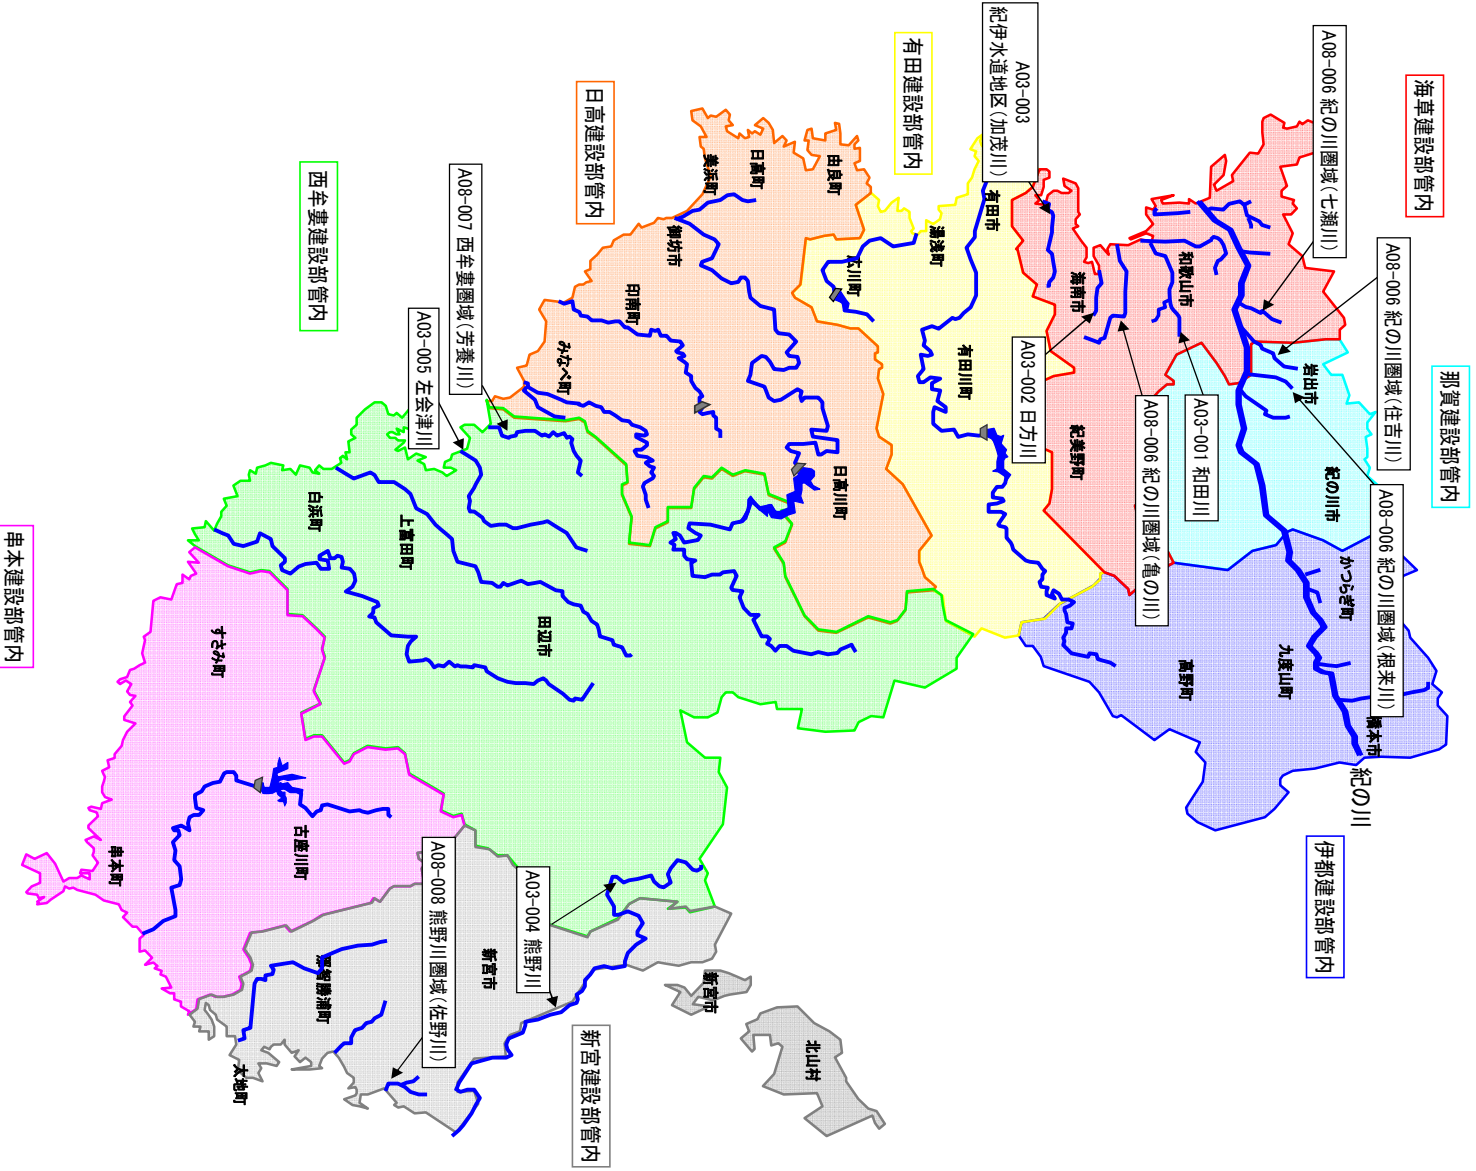 海草建設部管内
那賀建設部管内
伊都建設部管内
有田建設部管内
日高建設部管内
西牟婁建設部管内
串本建設部管内
新宮建設部管内
A08-006 紀の川圏域(七瀬川)
A08-006 紀の川圏域(住吉川)
A08-006 紀の川圏域(根来川)
A03-001 和田川
A08-006 紀の川圏域(亀の川)
A03-002 日方川
A03-003
紀伊水道地区(加茂川)
A08-007 西牟婁圏域(芳養川)
A03-005 左会津川
A03-004 熊野川
A08-008 熊野川圏域(佐野川)
紀の川
和歌山市
岩出市
紀の川市
かつらぎ町
九度山町
橋本市
高野町
海南市
紀美野町
有田市
湯浅町
広川町
有田川町
由良町
日高町
美浜町
御坊市
印南町
みなべ町
日高川町
田辺市
上富田町
白浜町
すさみ町
古座川町
串本町
新宮市
那智勝浦町
太地町
新宮市
北山村